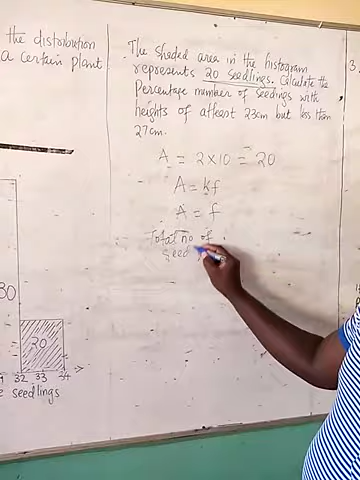 the distribution
a certain plant
The shaded area in the histogram
represents 20 seedlings. Calculate the
Percentage number of seedings with
heights of atleast 23cm but less than
27cm.
A = 2 × 10 = 20
A = kf
A = f
Total no of
seed
30
20
32 33 34
seedlings
3.